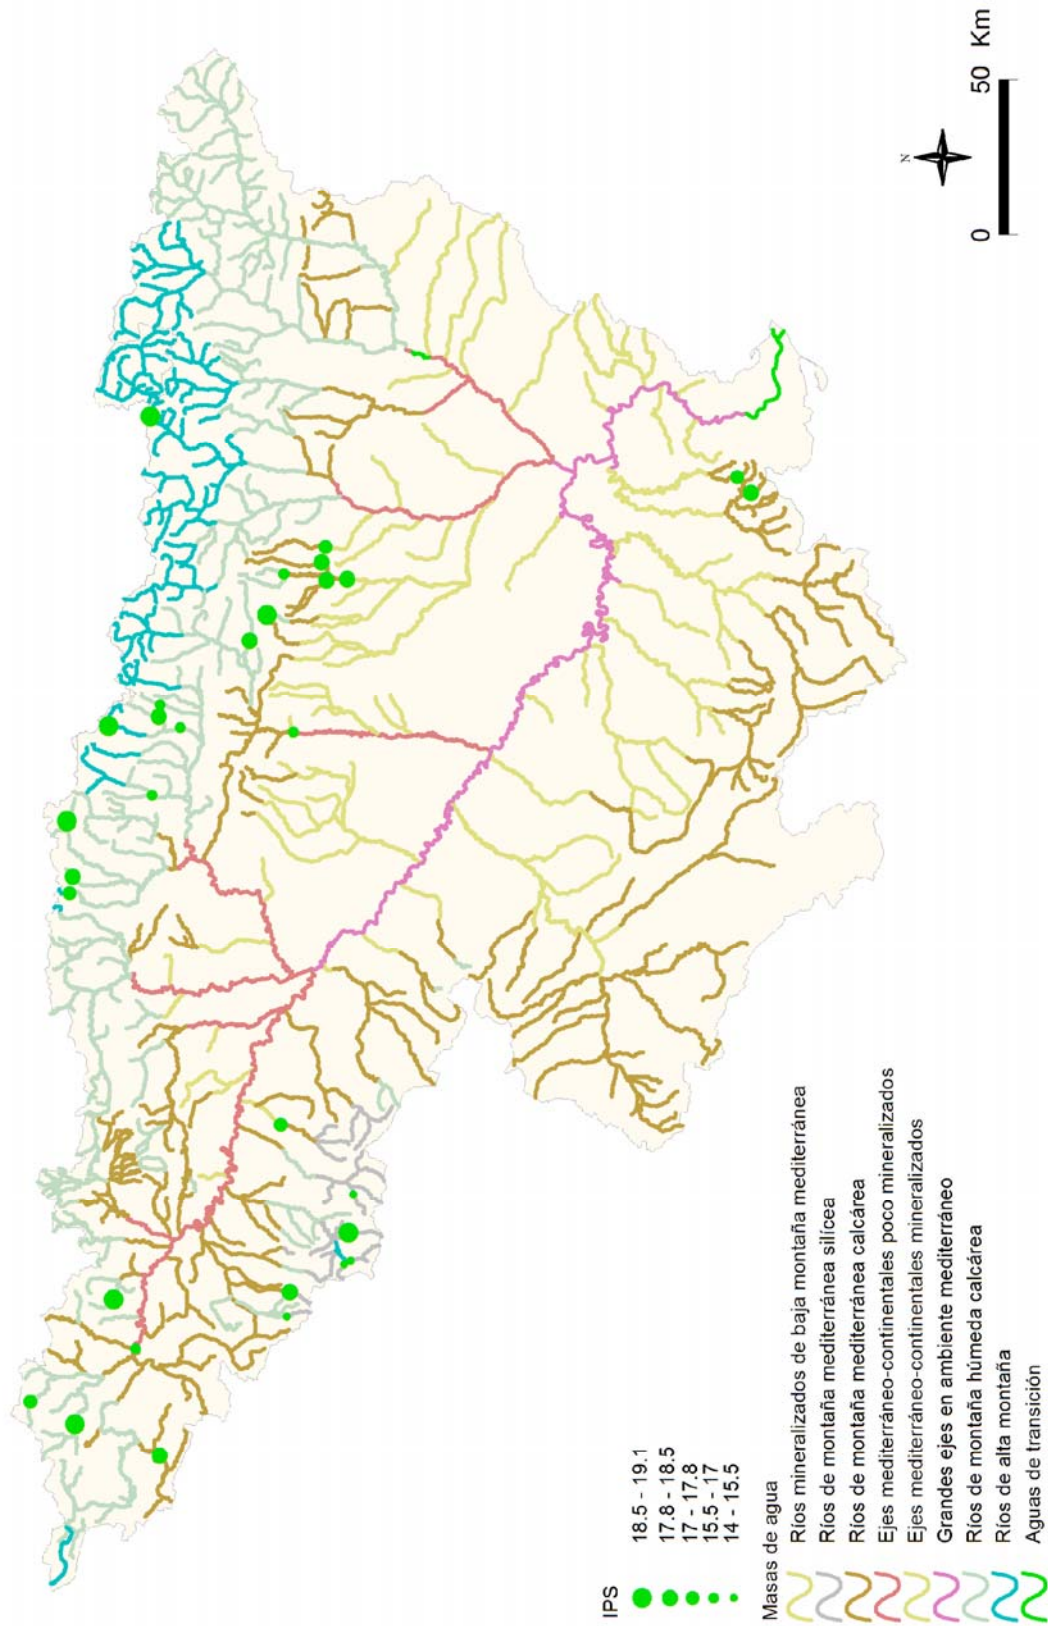 N
0 50 Km
IPS
18.5 - 19.1
17.8 - 18.5
17 - 17.8
15.5 - 17
14 - 15.5
Masas de agua
Ríos mineralizados de baja montaña mediterránea
Ríos de montaña mediterránea silícea
Ríos de montaña mediterránea calcárea
Ejes mediterráneo-continentales poco mineralizados
Ejes mediterráneo-continentales mineralizados
Grandes ejes en ambiente mediterráneo
Ríos de montaña húmeda calcárea
Ríos de alta montaña
Aguas de transición